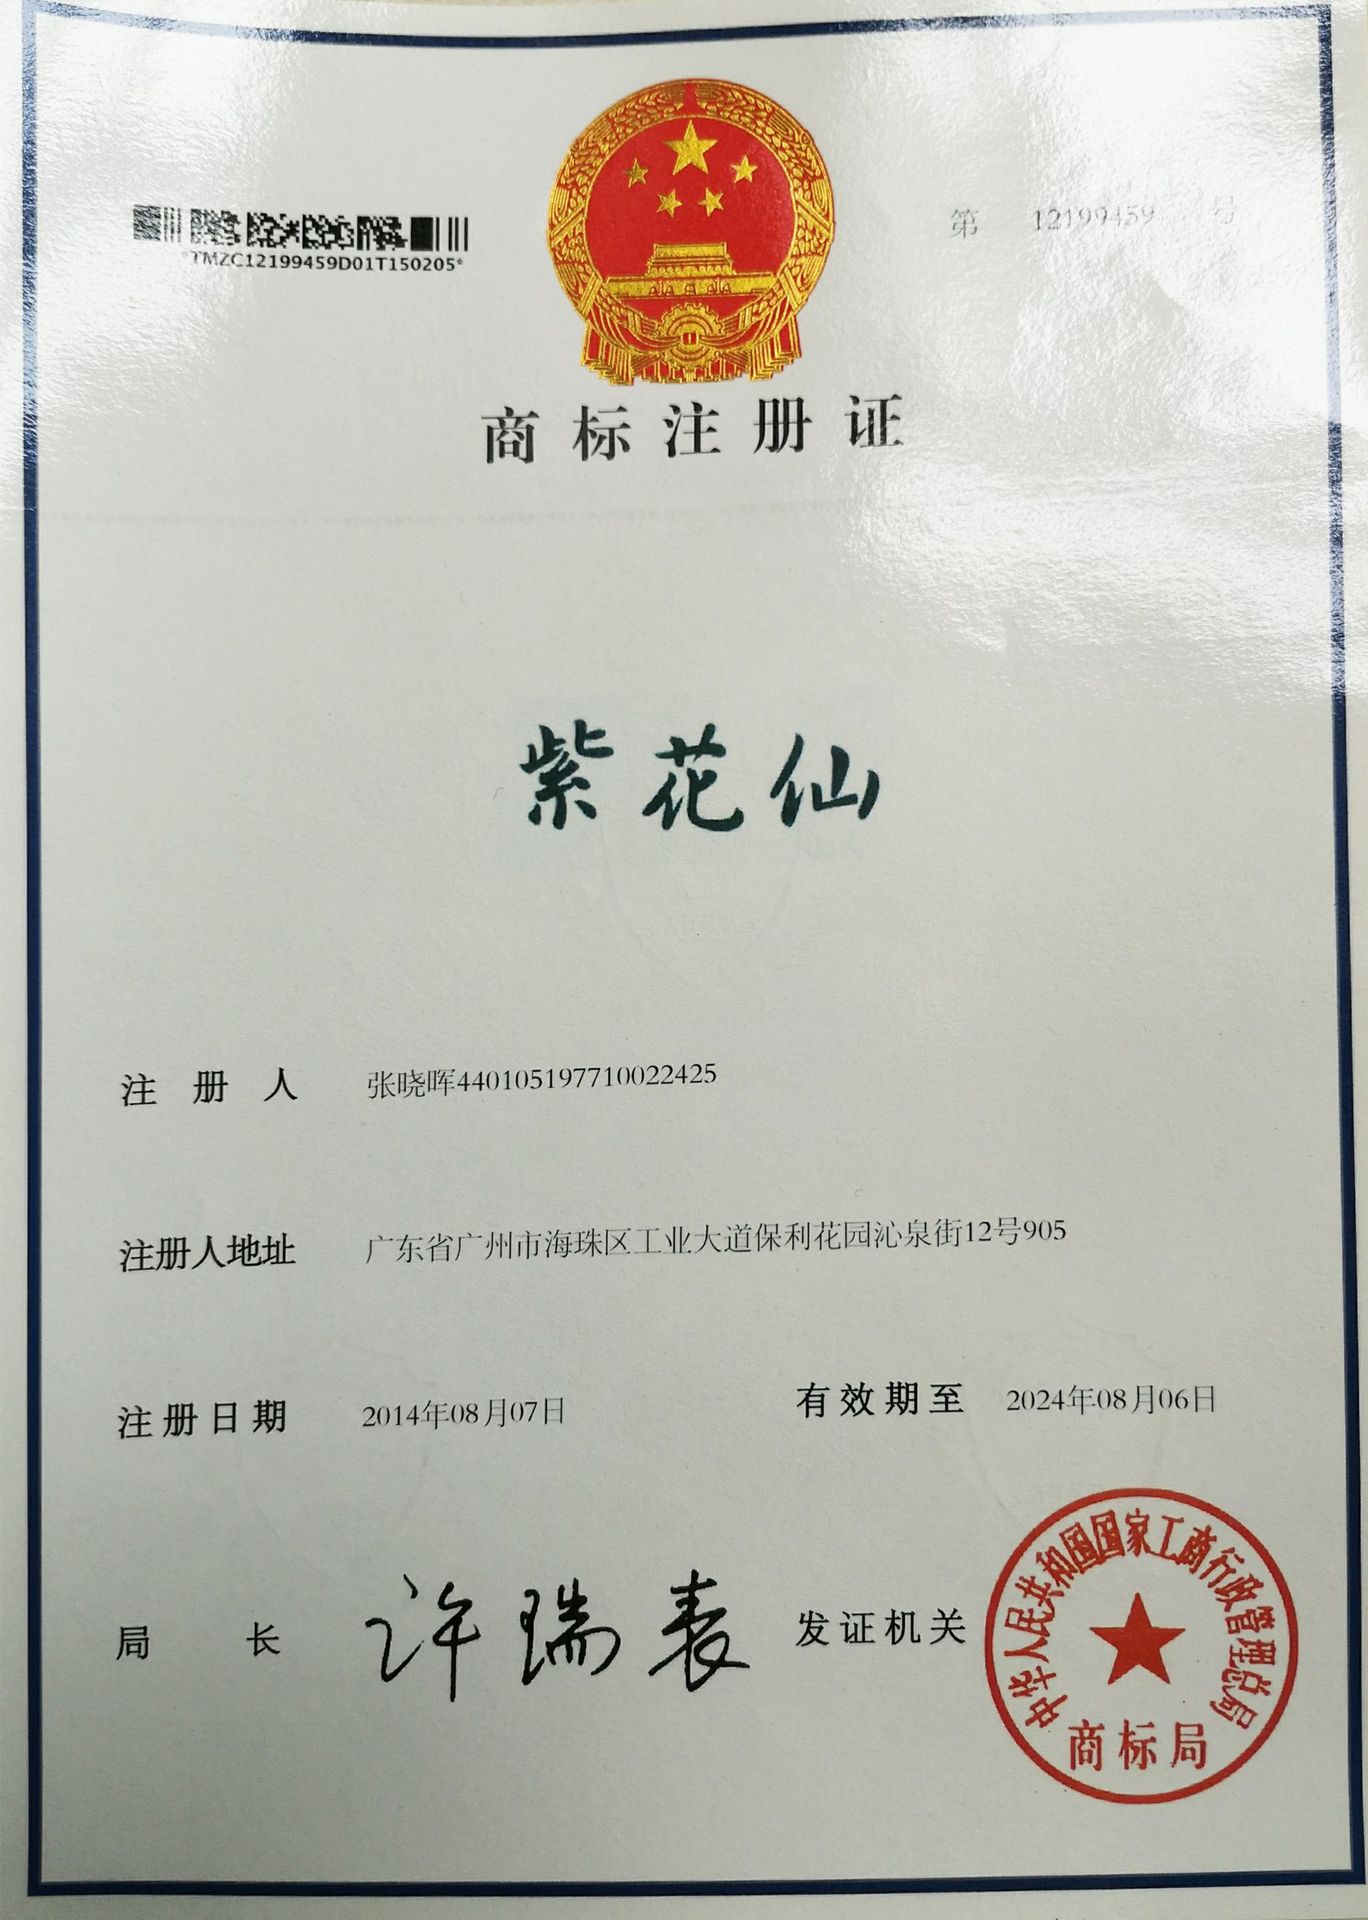 第 12199459 号
*TMZC12199459D01T150205*
商标注册证
紫花仙
注册人 张晓晖440105197710022425
注册人地址 广东省广州市海珠区工业大道保利花园沁泉街12号905
注册日期 2014年08月07日 有效期至 2024年08月06日
局长 许瑞表 发证机关
中华人民共和国国家工商行政管理总局
商标局